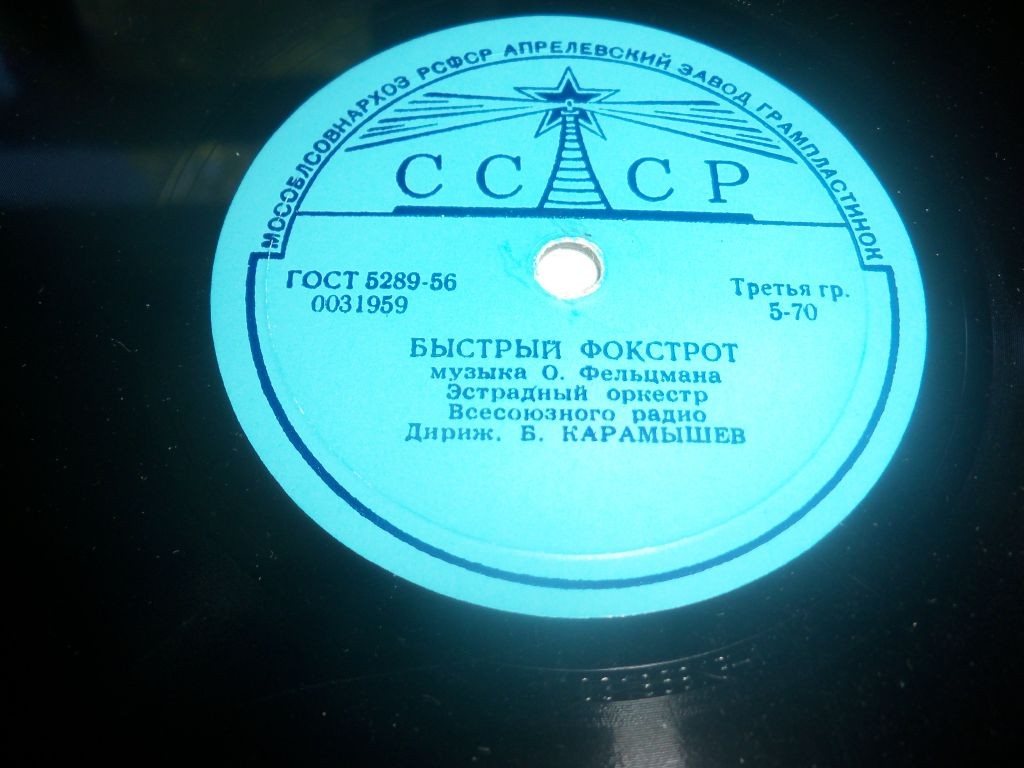 МОСОБЛСОВНАРХОЗ РСФСР АПРЕЛЕВСКИЙ ЗАВОД ГРАМПЛАСТИНОК
СССР
ГОСТ 5289-56
0031959
Третья гр.
5-70
БЫСТРЫЙ ФОКСТРОТ
музыка О. Фельцмана
Эстрадный оркестр
Всесоюзного радио
Дириж. Б. КАРАМЫШЕВ